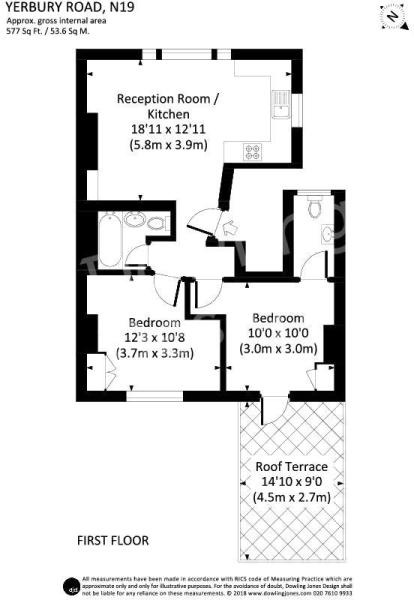 YERBURY ROAD, N19
Approx. gross internal area
577 Sq Ft. / 53.6 Sq M.
N
Reception Room /
Kitchen
18'11 x 12'11
(5.8m x 3.9m)
Bedroom
12'3 x 10'8
(3.7m x 3.3m)
Bedroom
10'0 x 10'0
(3.0m x 3.0m)
Roof Terrace
14'10 x 9'0
(4.5m x 2.7m)
FIRST FLOOR
djd
All measurements have been made in accordance with RICS code of Measuring Practice which are
approximate only and only for illustrative purposes. For the avoidance of doubt, Dowling Jones Design shall
not be liable for any reliance on these measurements. © 2018 www.dowlingjones.com 020 7610 9933